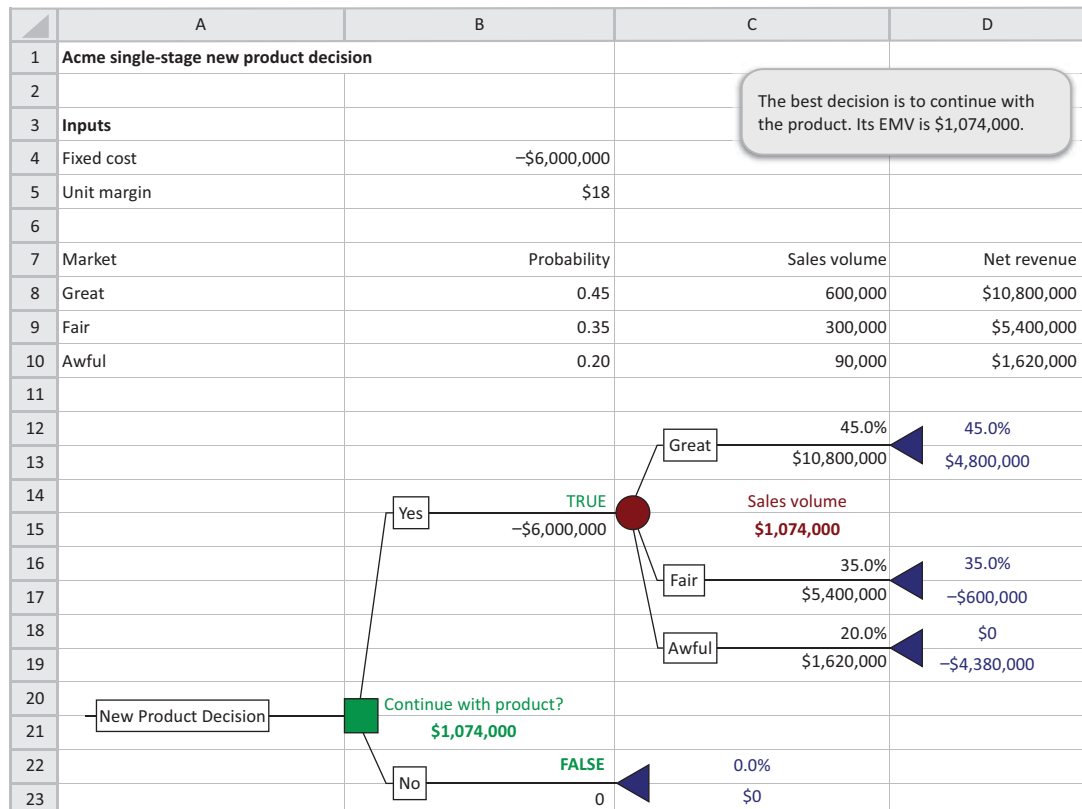 A B C D
1 Acme single-stage new product decision
2
The best decision is to continue with
the product. Its EMV is $1,074,000.
3 Inputs
4 Fixed cost –$6,000,000
5 Unit margin $18
6
7 Market Probability Sales volume Net revenue
8 Great 0.45 600,000 $10,800,000
9 Fair 0.35 300,000 $5,400,000
10 Awful 0.20 90,000 $1,620,000
11
12 45.0% 45.0%
Great
13 $10,800,000 $4,800,000
14 TRUE Sales volume
Yes
15 –$6,000,000 $1,074,000
16 35.0% 35.0%
Fair
17 $5,400,000 –$600,000
18 20.0% $0
Awful
19 $1,620,000 –$4,380,000
20 Continue with product?
New Product Decision
21 $1,074,000
22 FALSE 0.0%
No
23 0 $0